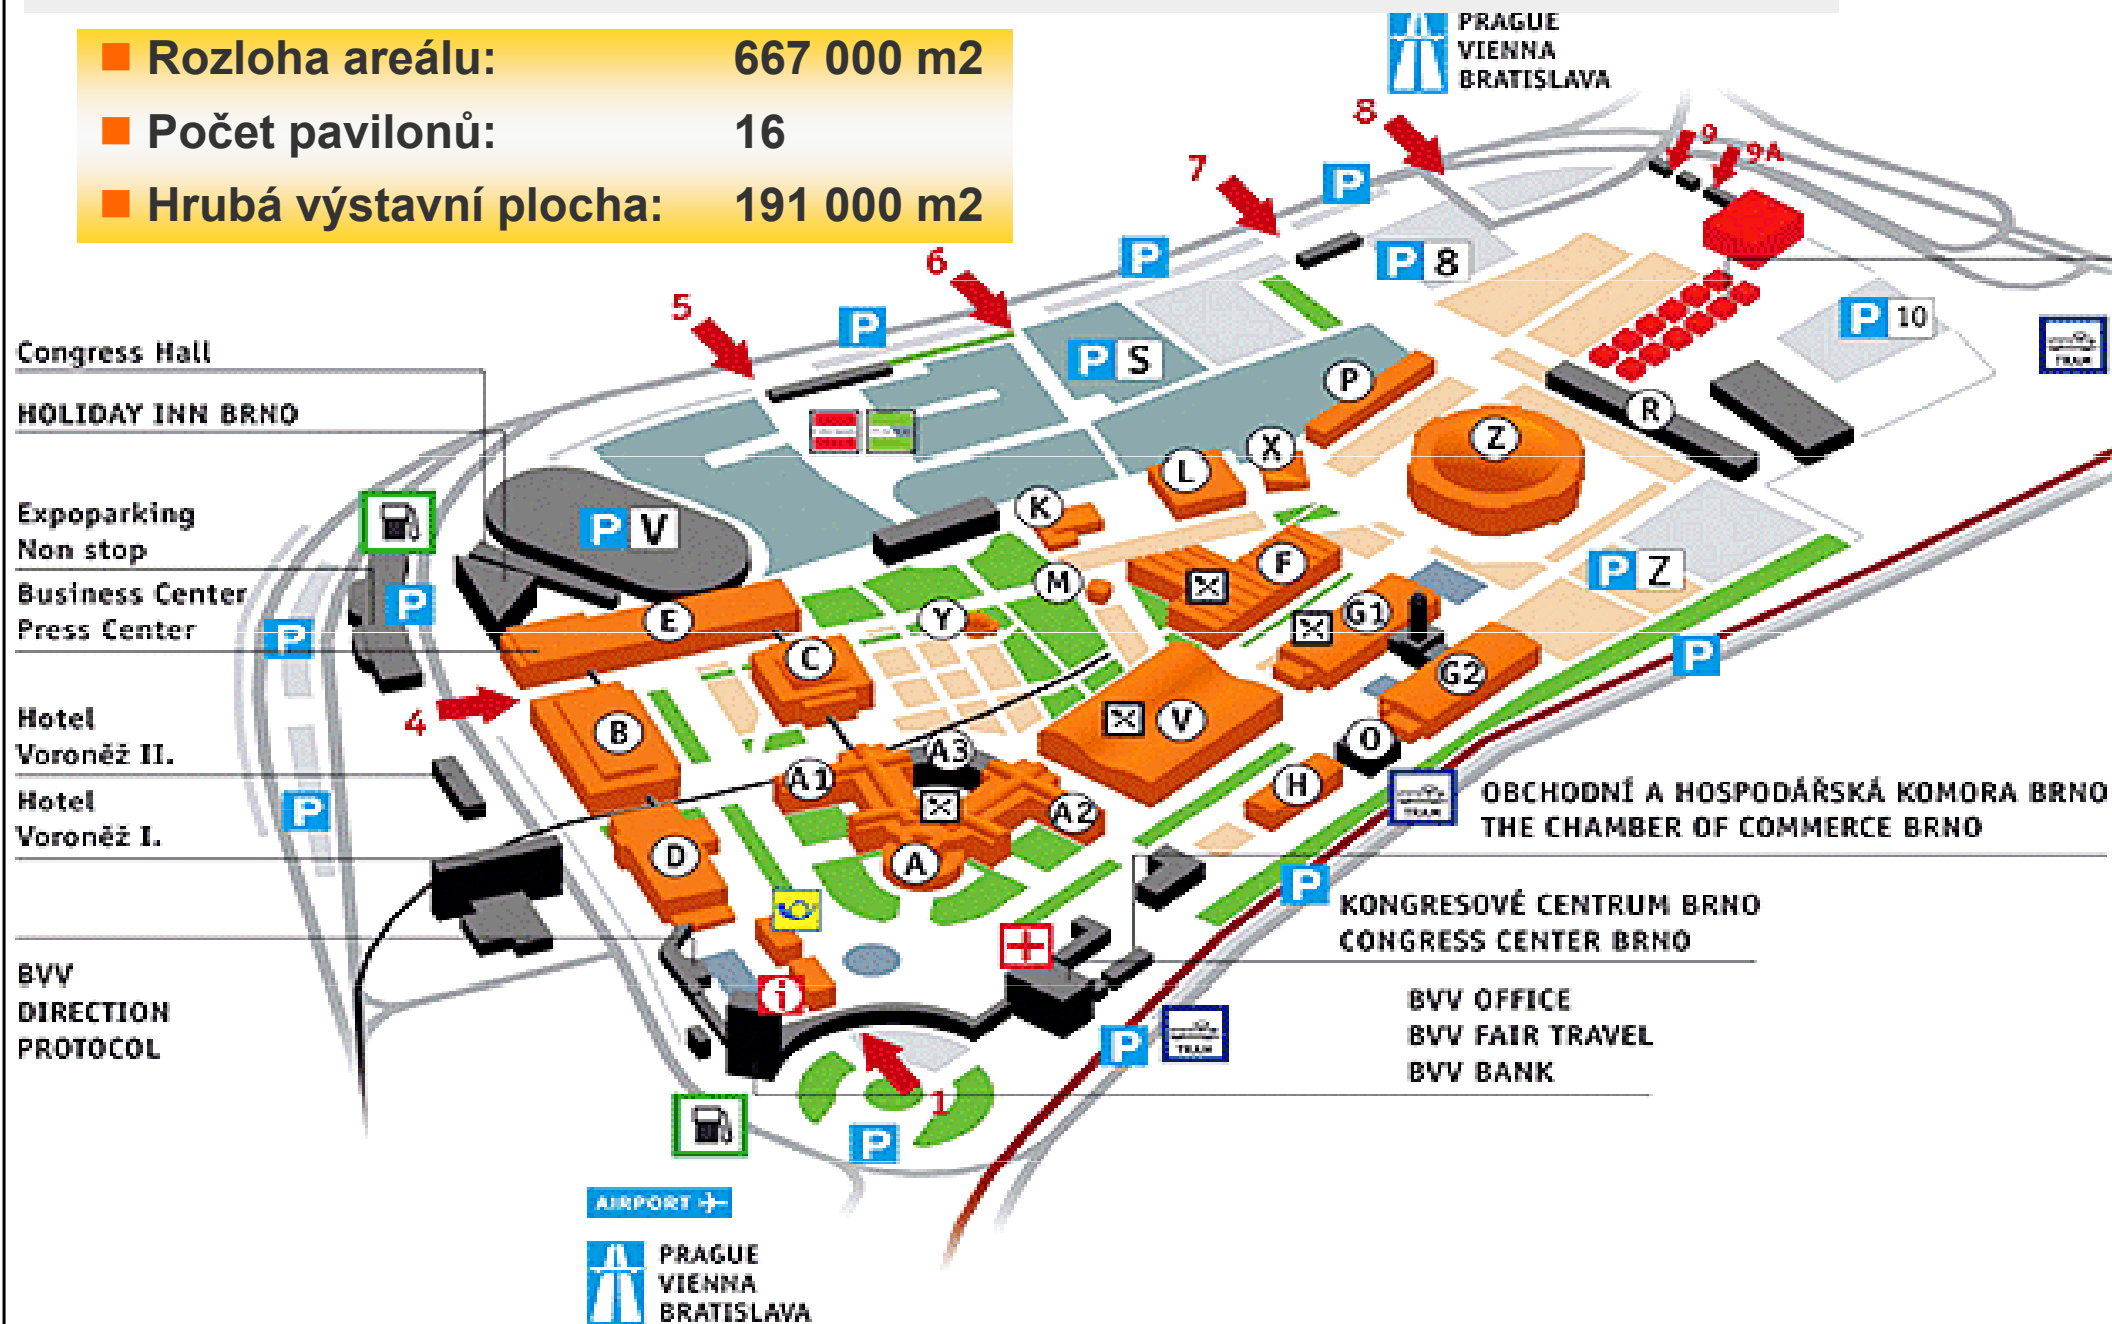 Rozloha areálu: 667 000 m2
Počet pavilonů: 16
Hrubá výstavní plocha: 191 000 m2
PRAGUE
VIENNA
BRATISLAVA
8
9
9A
7
P
P
P 8
6
5
P
P 10
P S
TRAM
Congress Hall
HOLIDAY INN BRNO
P
R
Z
X
L
K
P V
Expoparking
Non stop
Business Center
Press Center
P
P
E
M
F
P Z
G1
Y
C
G2
P
4
B
V
O
A3
A1
H
A2
Hotel
Voroněž II.
Hotel
Voroněž I.
P
D
A
TRAM
OBCHODNÍ A HOSPODÁŘSKÁ KOMORA BRNO
THE CHAMBER OF COMMERCE BRNO
P
KONGRESOVÉ CENTRUM BRNO
CONGRESS CENTER BRNO
BVV
DIRECTION
PROTOCOL
i
BVV OFFICE
BVV FAIR TRAVEL
BVV BANK
P
TRAM
1
P
AIRPORT
PRAGUE
VIENNA
BRATISLAVA